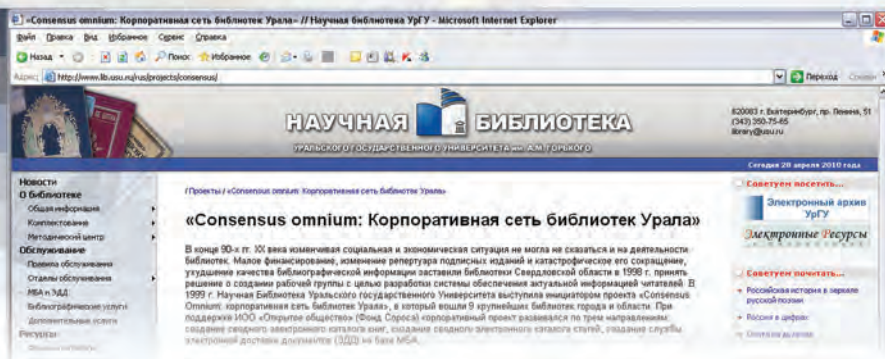 «Consensus omnium: Корпоративная сеть библиотек Урала» // Научная библиотека УрГУ - Microsoft Internet Explorer
Файл Правка Вид Избранное Сервис Справка
Назад Поиск Избранное
Адрес: http://www.lib.usu.ru/rus/projects/consensus/ Переход Ссылки
НАУЧНАЯ БИБЛИОТЕКА
УРАЛЬСКОГО ГОСУДАРСТВЕННОГО УНИВЕРСИТЕТА им. А.М. ГОРЬКОГО
620083 г. Екатеринбург, пр. Ленина, 51
(343) 350-75-65
library@usu.ru
Сегодня 28 апреля 2010 года
Новости
О библиотеке
Общая информация
Комплектование
Методический центр
Обслуживание
Правила обслуживания
Отделы обслуживания
МБА и ЭДД
Библиографические услуги
Дополнительные услуги
Ресурсы
/ Проекты / «Consensus omnium: Корпоративная сеть библиотек Урала»
«Consensus omnium: Корпоративная сеть библиотек Урала»
В конце 90-х гг. XX века изменчивая социальная и экономическая ситуация не могла не сказаться и на деятельности
библиотек. Малое финансирование, изменение репертуара подписных изданий и катастрофическое его сокращение,
ухудшение качества библиографической информации заставили библиотеки Свердловской области в 1998 г. принять
решение о создании рабочей группы с целью разработки системы обеспечения актуальной информацией читателей. В
1999 г. Научная Библиотека Уральского государственного Университета выступила инициатором проекта «Consensus
Omnium: корпоративная сеть библиотек Урала», в который вошли 9 крупнейших библиотек города и области. При
поддержке ИОО «Открытое общество» (Фонд Сороса) корпоративный проект развивался по трем направлениям:
создание сводного электронного каталога книг, создание сводного электронного каталога статей, создание службы
электронной доставки документов (ЭДД) на базе МБА.
Советуем посетить...
Электронный архив
УрГУ
Электронные Ресурсы
Советуем почитать...
Российская история в зеркале
русской поэзии
Россия в цифрах